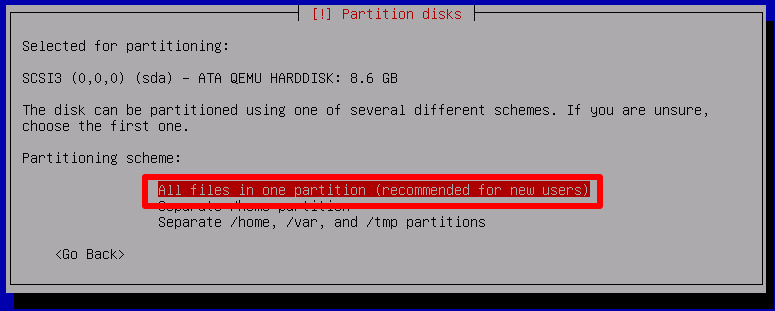 [!] Partition disks
Selected for partitioning:
SCSI3 (0,0,0) (sda) - ATA QEMU HARDDISK: 8.6 GB
The disk can be partitioned using one of several different schemes. If you are unsure,
choose the first one.
Partitioning scheme:
All files in one partition (recommended for new users)
Separate /home partition
Separate /home, /var, and /tmp partitions
<Go Back>